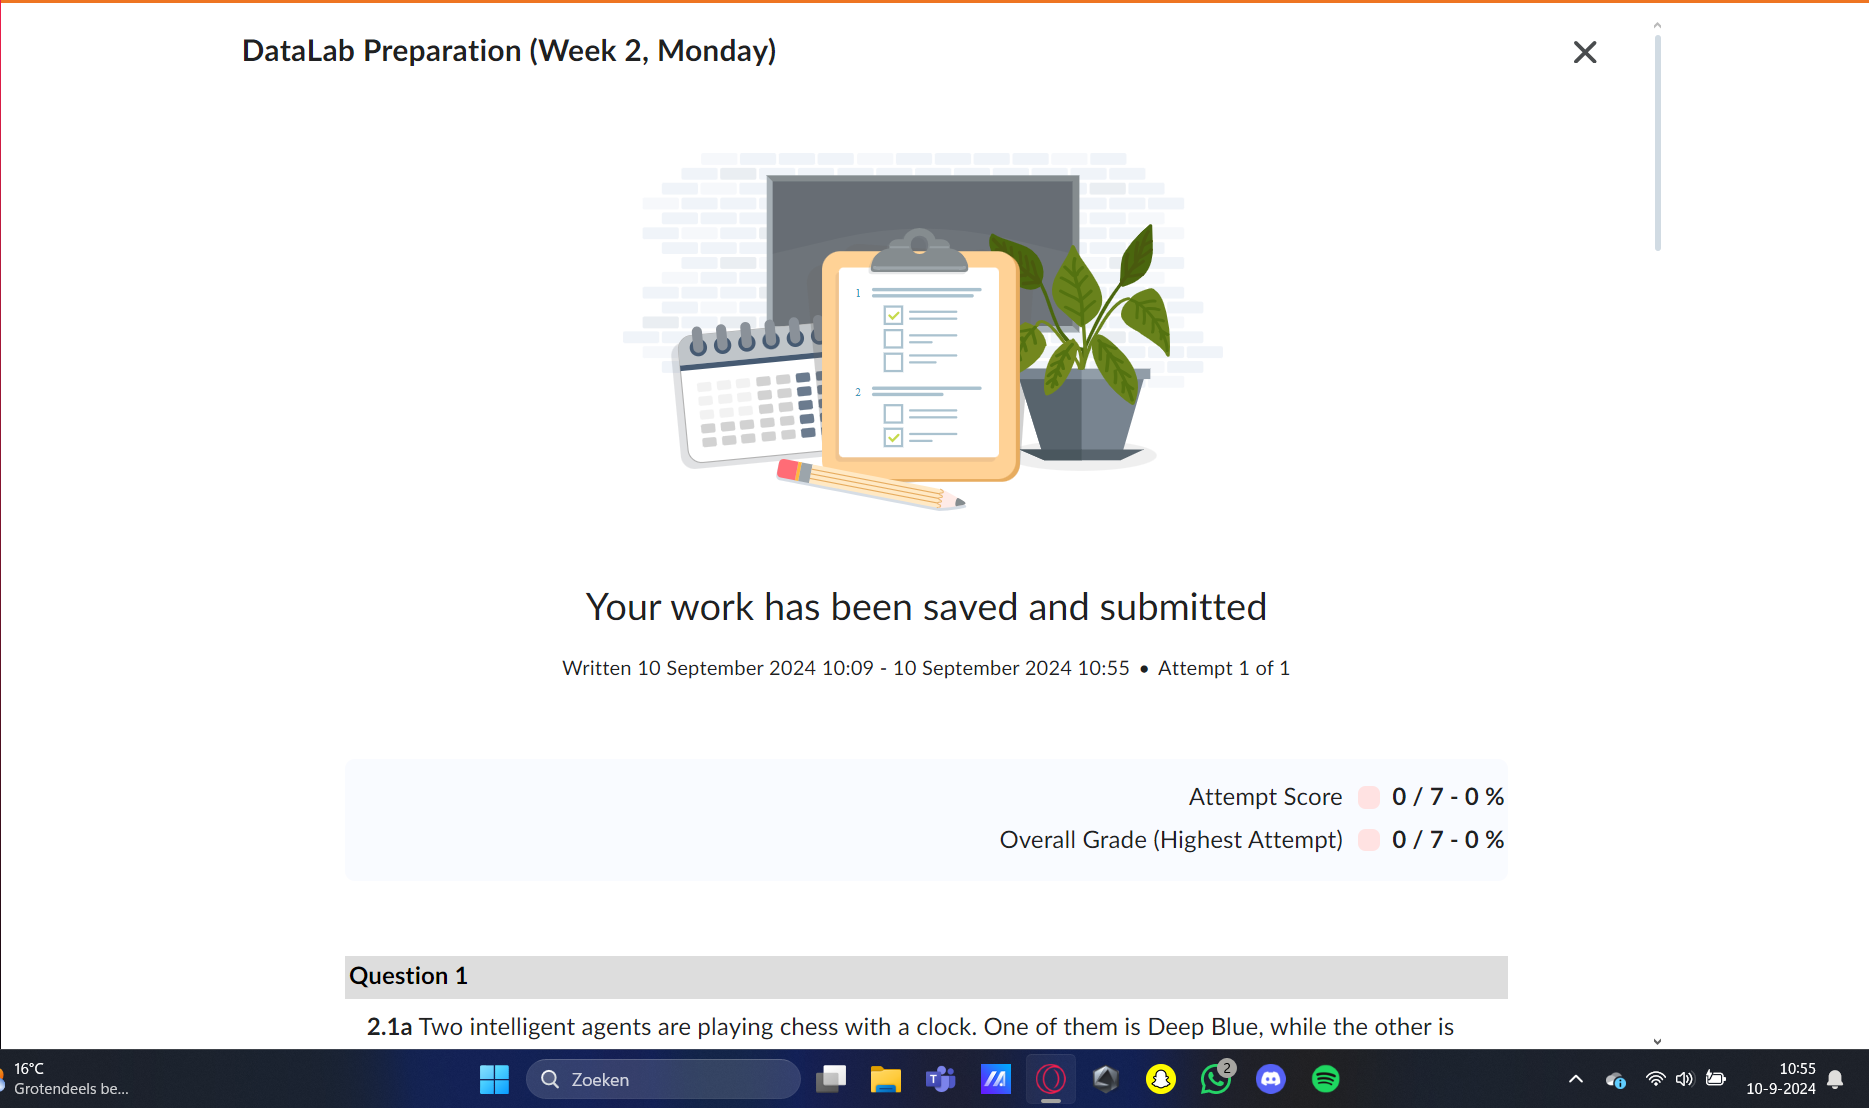 DataLab Preparation (Week 2, Monday)
1
2
Your work has been saved and submitted
Written 10 September 2024 10:09 - 10 September 2024 10:55 • Attempt 1 of 1
Attempt Score 0 / 7 - 0 %
Overall Grade (Highest Attempt) 0 / 7 - 0 %
Question 1
2.1a Two intelligent agents are playing chess with a clock. One of them is Deep Blue, while the other is
16°C
Grotendeels be...
Zoeken
2
10:55
10-9-2024